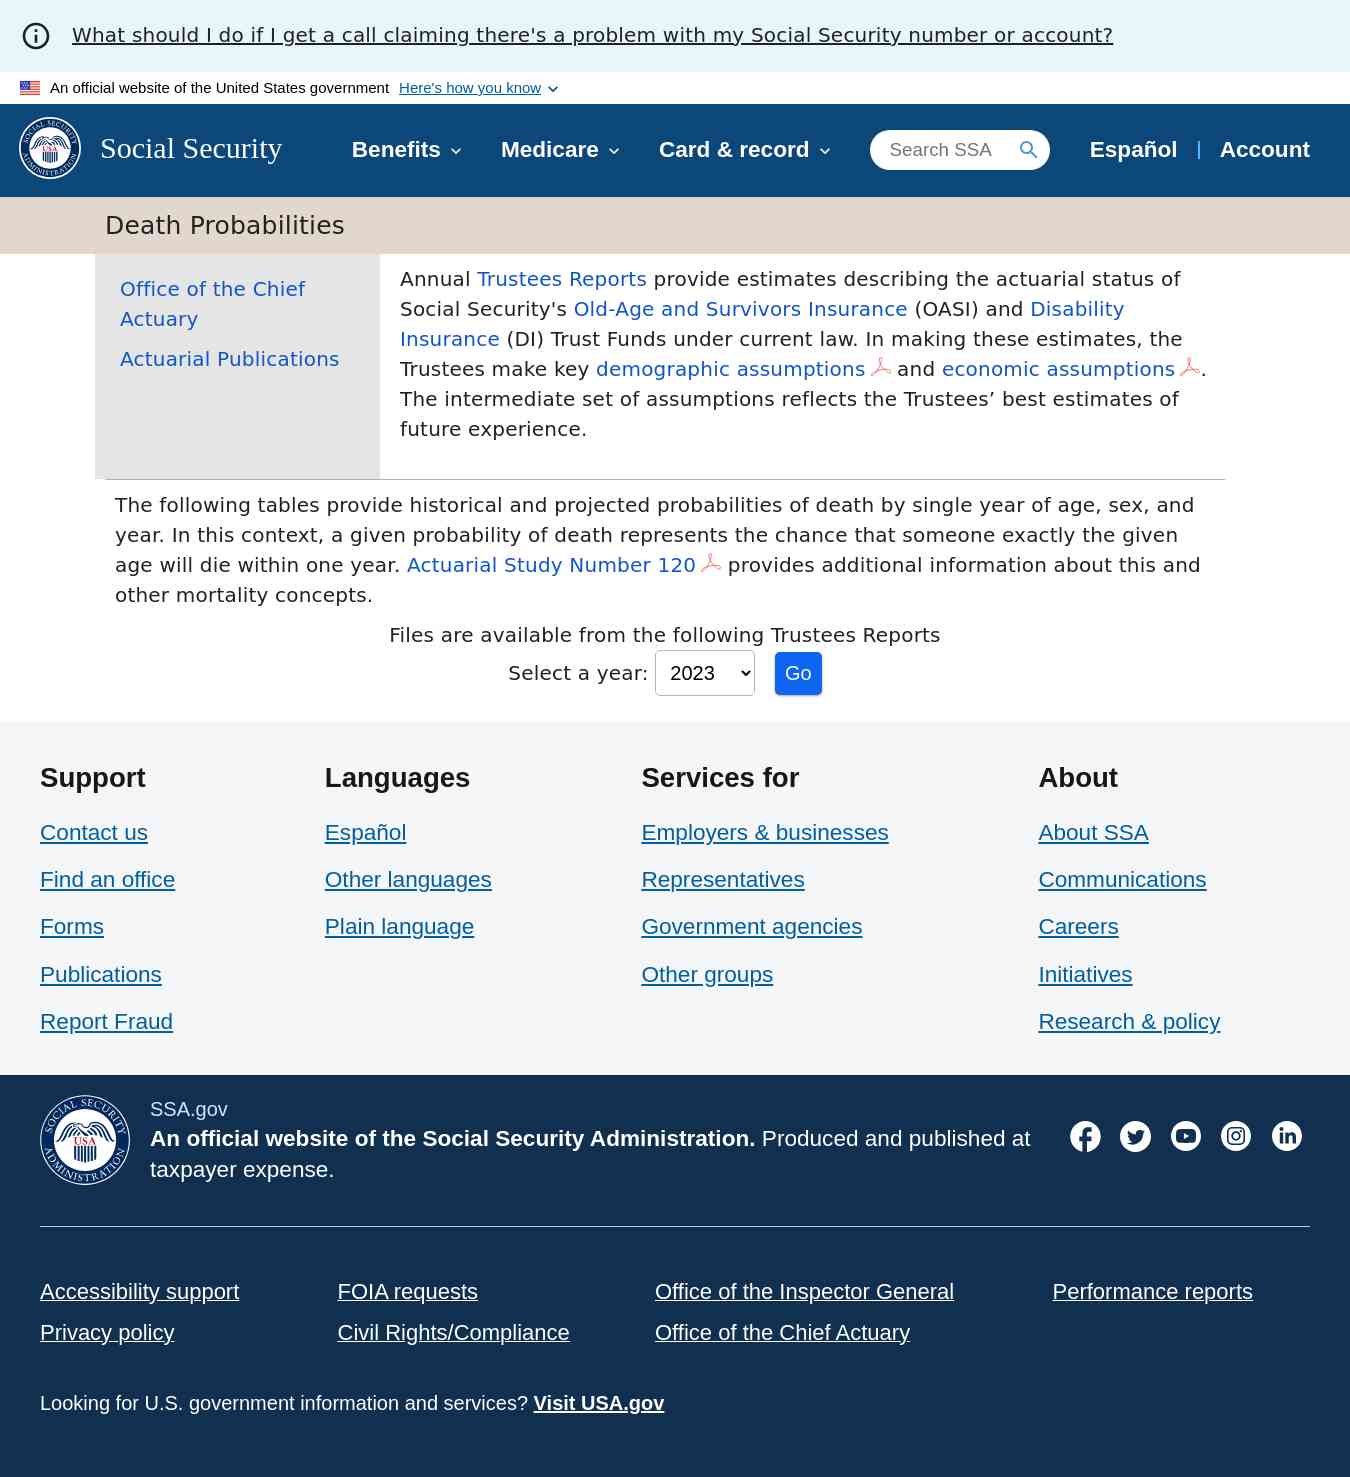 What should I do if I get a call claiming there's a problem with my Social Security number or account?
An official website of the United States government Here's how you know
Social Security Benefits Medicare Card & record Search SSA Español Account
Death Probabilities
Office of the Chief
Actuary
Actuarial Publications
Annual Trustees Reports provide estimates describing the actuarial status of
Social Security's Old-Age and Survivors Insurance (OASI) and Disability
Insurance (DI) Trust Funds under current law. In making these estimates, the
Trustees make key demographic assumptions and economic assumptions.
The intermediate set of assumptions reflects the Trustees’ best estimates of
future experience.
The following tables provide historical and projected probabilities of death by single year of age, sex, and
year. In this context, a given probability of death represents the chance that someone exactly the given
age will die within one year. Actuarial Study Number 120 provides additional information about this and
other mortality concepts.
Files are available from the following Trustees Reports
Select a year: 2023 Go
Support
Contact us
Find an office
Forms
Publications
Report Fraud
Languages
Español
Other languages
Plain language
Services for
Employers & businesses
Representatives
Government agencies
Other groups
About
About SSA
Communications
Careers
Initiatives
Research & policy
SOCIAL SECURITY
USA
ADMINISTRATION
SSA.gov
An official website of the Social Security Administration. Produced and published at
taxpayer expense.
Accessibility support FOIA requests Office of the Inspector General Performance reports
Privacy policy Civil Rights/Compliance Office of the Chief Actuary
Looking for U.S. government information and services? Visit USA.gov